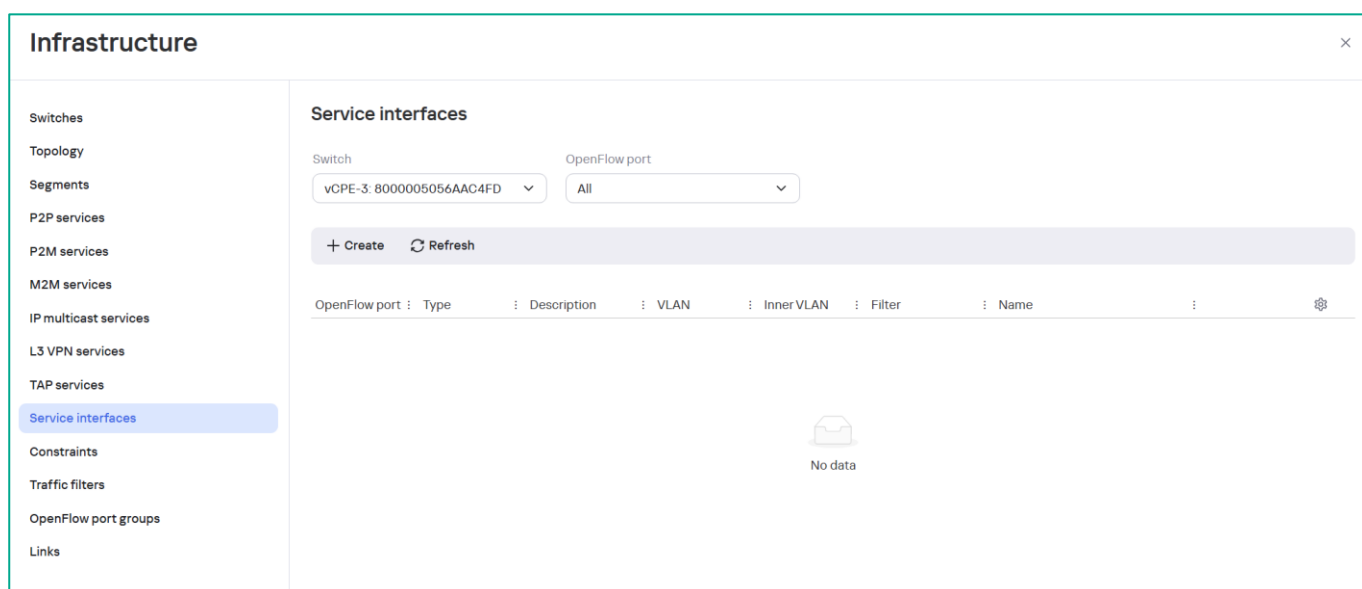 Infrastructure
Switches
Topology
Segments
P2P services
P2M services
M2M services
IP multicast services
L3 VPN services
TAP services
Service interfaces
Constraints
Traffic filters
OpenFlow port groups
Links
Service interfaces
Switch OpenFlow port
vCPE-3: 8000005056AAC4FD All
+ Create Refresh
OpenFlow port Type Description VLAN Inner VLAN Filter Name
No data